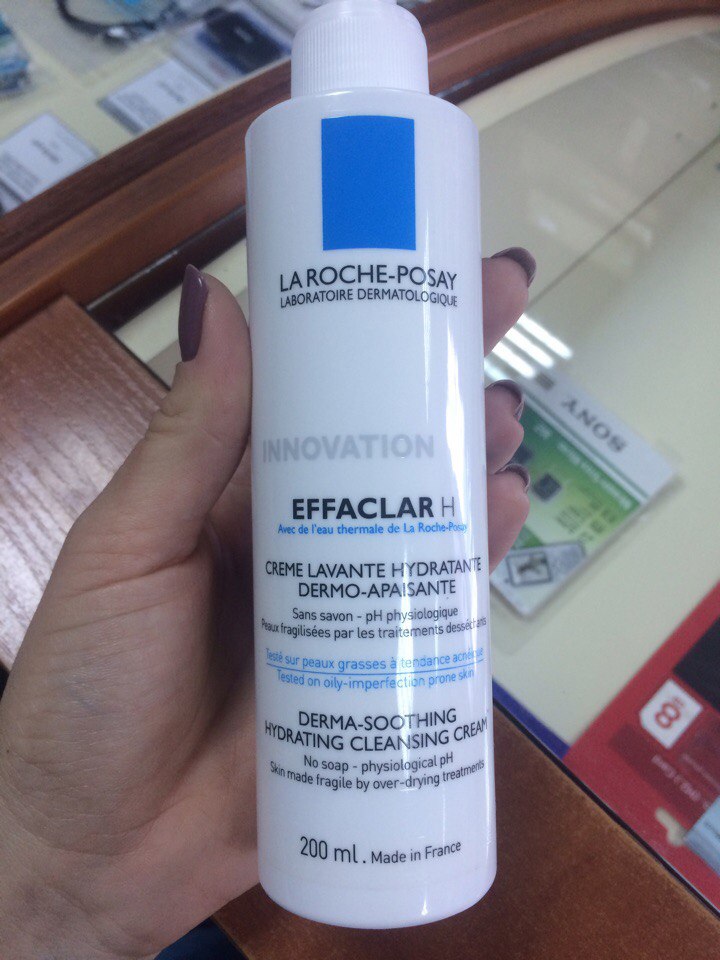 LA ROCHE-POSAY
LABORATOIRE DERMATOLOGIQUE
INNOVATION
EFFACLAR H
Avec de l'eau thermale de La Roche-Posay
CREME LAVANTE HYDRATANTE
DERMO-APAISANTE
Sans savon - pH physiologique
Peaux fragilisées par les traitements desséchants
Testé sur peaux grasses à tendance acnéique
Tested on oily-imperfection prone skin
DERMA-SOOTHING
HYDRATING CLEANSING CREAM
No soap - physiological pH
Skin made fragile by over-drying treatments
200 ml. Made in France
SONY
8